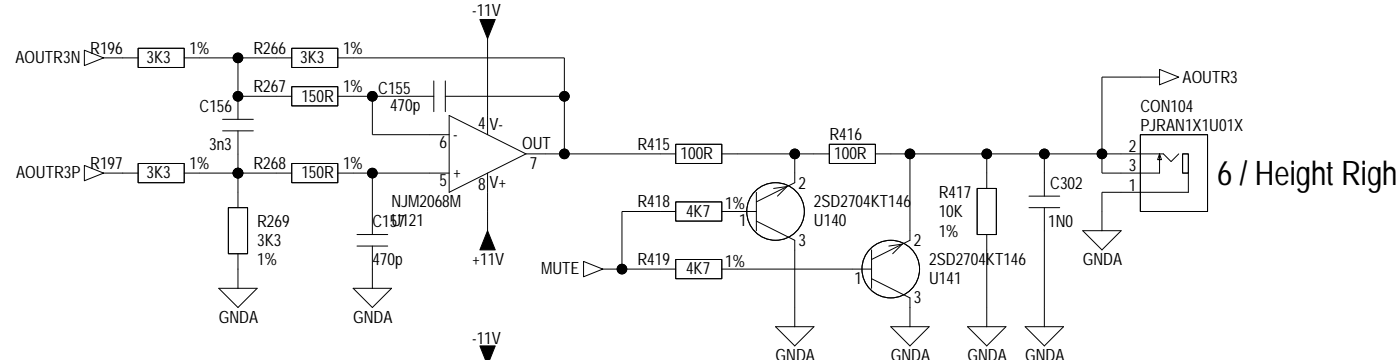 -11V
AOUTR3N R196 3K3 1% R266 3K3 1%
R267 150R 1% C155 470p
C156 3n3
4 V-
6 -
OUT 7
5 +
8 V+
AOUTR3P R197 3K3 1% R268 150R 1%
NJM2068M
U121
C157
470p
R269
3K3
1%
+11V
GNDA
GNDA
-11V
R415 100R
R416 100R
R418 4K7 1%
MUTE R419 4K7 1%
1 2 3
2SD2704KT146
U140
1 2 3
2SD2704KT146
U141
R417
10K
1%
C302
1N0
AOUTR3
CON104
PJRAN1X1U01X
2
3
1
6 / Height Righ
GNDA
GNDA GNDA GNDA GNDA